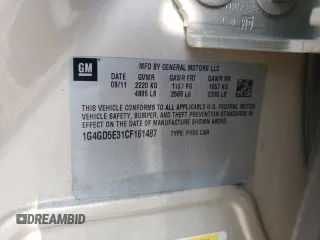 GM
MFD BY GENERAL MOTORS LLC
DATE GVWR GAWR FRT GAWR RR
09/11 2220 KG 1163 KG 1057 KG
4895 LB 2565 LB 2330 LB
THIS VEHICLE CONFORMS TO ALL APPLICABLE U.S. FEDERAL MOTOR
VEHICLE SAFETY, BUMPER, AND THEFT PREVENTION STANDARDS IN
EFFECT ON THE DATE OF MANUFACTURE SHOWN ABOVE.
1G4GD5E31CF161487 TYPE: PASS CAR
DREAMBID